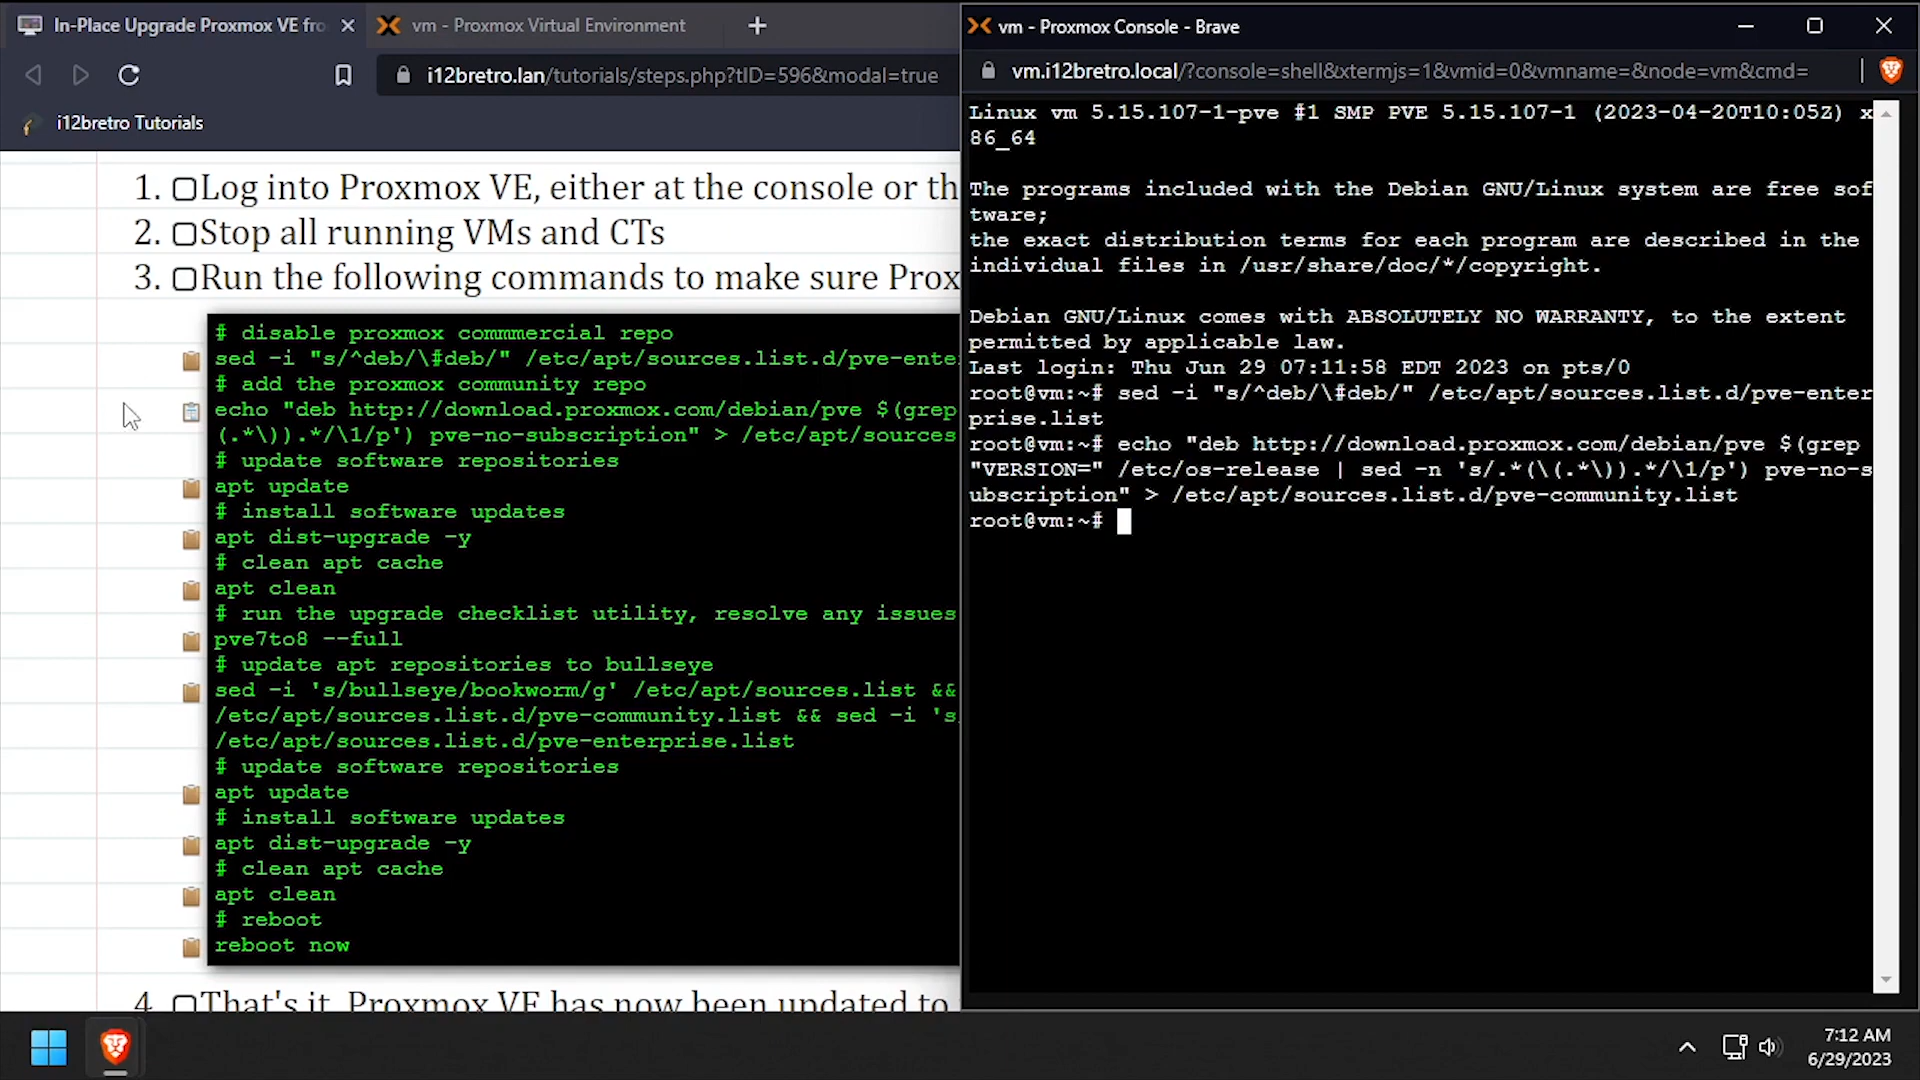 In-Place Upgrade Proxmox VE fro
vm - Proxmox Virtual Environment
i12bretro.lan/tutorials/steps.php?tID=596&modal=true
i12bretro Tutorials
1. Log into Proxmox VE, either at the console or th
2. Stop all running VMs and CTs
3. Run the following commands to make sure Prox
# disable proxmox commmercial repo
sed -i "s/^deb/\#deb/" /etc/apt/sources.list.d/pve-enter
# add the proxmox community repo
echo "deb http://download.proxmox.com/debian/pve $(grep
(.*\)).*/\1/p') pve-no-subscription" > /etc/apt/sources
# update software repositories
apt update
# install software updates
apt dist-upgrade -y
# clean apt cache
apt clean
# run the upgrade checklist utility, resolve any issues
pve7to8 --full
# update apt repositories to bullseye
sed -i 's/bullseye/bookworm/g' /etc/apt/sources.list &&
/etc/apt/sources.list.d/pve-community.list && sed -i 's
/etc/apt/sources.list.d/pve-enterprise.list
# update software repositories
apt update
# install software updates
apt dist-upgrade -y
# clean apt cache
apt clean
# reboot
reboot now
4. That's it, Proxmox VE has now been updated to
vm - Proxmox Console - Brave
vm.i12bretro.local/?console=shell&xtermjs=1&vmid=0&vmname=&node=vm&cmd=
Linux vm 5.15.107-1-pve #1 SMP PVE 5.15.107-1 (2023-04-20T10:05Z) x
86_64
The programs included with the Debian GNU/Linux system are free sof
tware;
the exact distribution terms for each program are described in the
individual files in /usr/share/doc/*/copyright.
Debian GNU/Linux comes with ABSOLUTELY NO WARRANTY, to the extent
permitted by applicable law.
Last login: Thu Jun 29 07:11:58 EDT 2023 on pts/0
root@vm:~# sed -i "s/^deb/\#deb/" /etc/apt/sources.list.d/pve-enter
prise.list
root@vm:~# echo "deb http://download.proxmox.com/debian/pve $(grep
"VERSION=" /etc/os-release | sed -n 's/.*(\(.*\)).*/\1/p') pve-no-s
ubscription" > /etc/apt/sources.list.d/pve-community.list
root@vm:~#
7:12 AM
6/29/2023